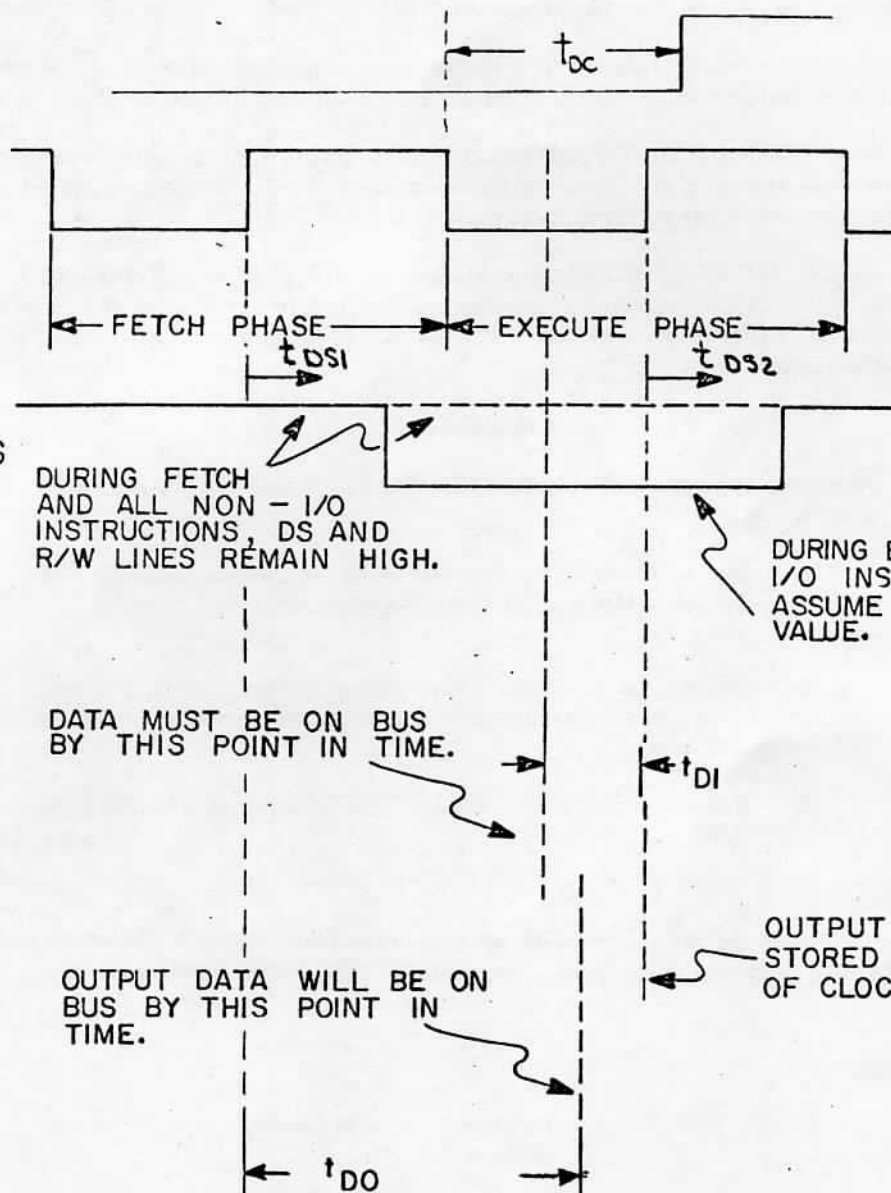 tDC
FETCH PHASE
EXECUTE PHASE
tDS1
tDS2
S
DURING FETCH
AND ALL NON - I/O
INSTRUCTIONS, DS AND
R/W LINES REMAIN HIGH.
DURING E
I/O INS
ASSUME
VALUE.
DATA MUST BE ON BUS
BY THIS POINT IN TIME.
tDI
OUTPUT
STORED
OF CLOC
OUTPUT DATA WILL BE ON
BUS BY THIS POINT IN
TIME.
tDO